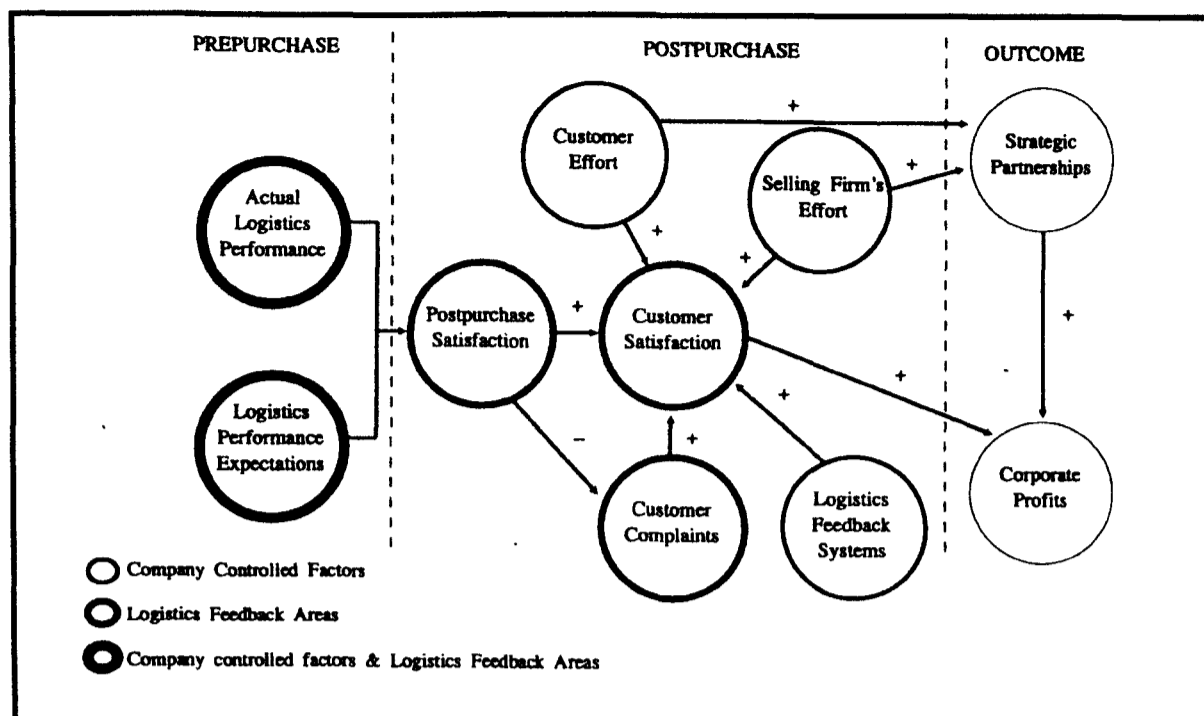 PREPURCHASE
POSTPURCHASE
OUTCOME
Customer
Effort
+
Strategic
Partnerships
Selling Firm's
Effort
+
Actual
Logistics
Performance
+
+
Postpurchase
Satisfaction
+
Customer
Satisfaction
+
+
Logistics
Performance
Expectations
−
+
+
Customer
Complaints
Logistics
Feedback
Systems
Corporate
Profits
Company Controlled Factors
Logistics Feedback Areas
Company controlled factors & Logistics Feedback Areas